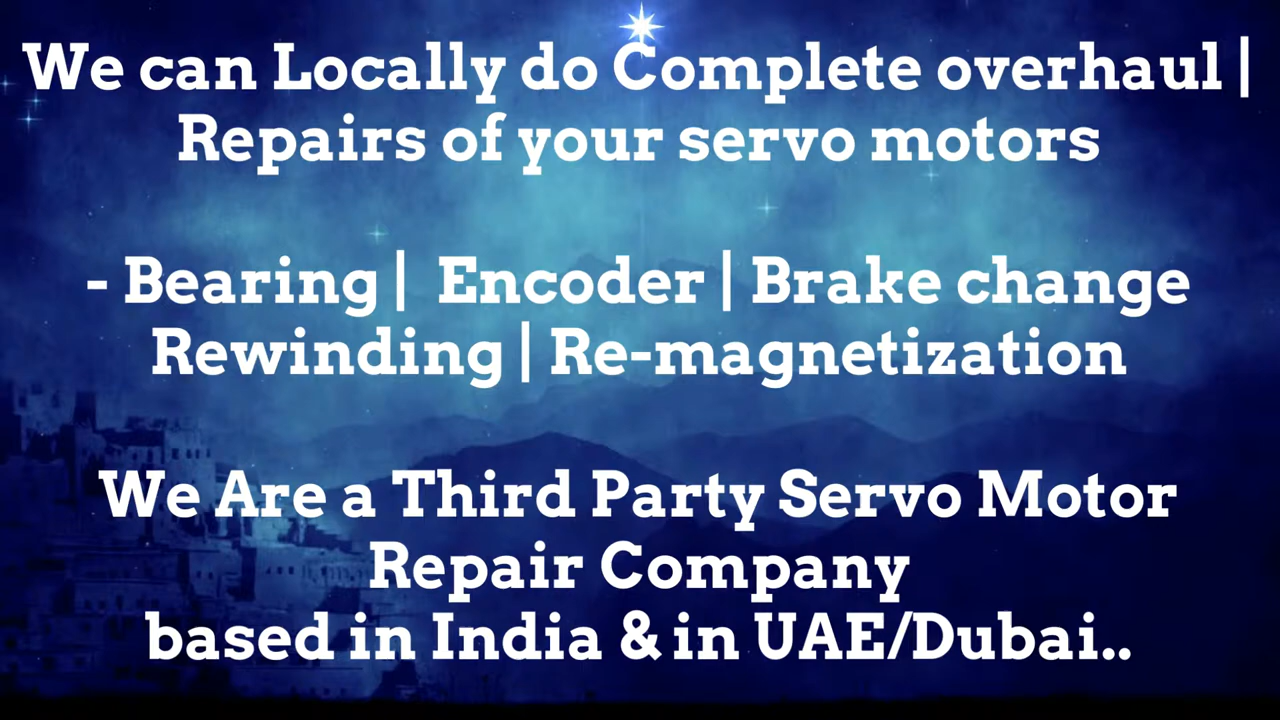 We can Locally do Complete overhaul |
Repairs of your servo motors
- Bearing | Encoder | Brake change
Rewinding | Re-magnetization
We Are a Third Party Servo Motor
Repair Company
based in India & in UAE/Dubai..